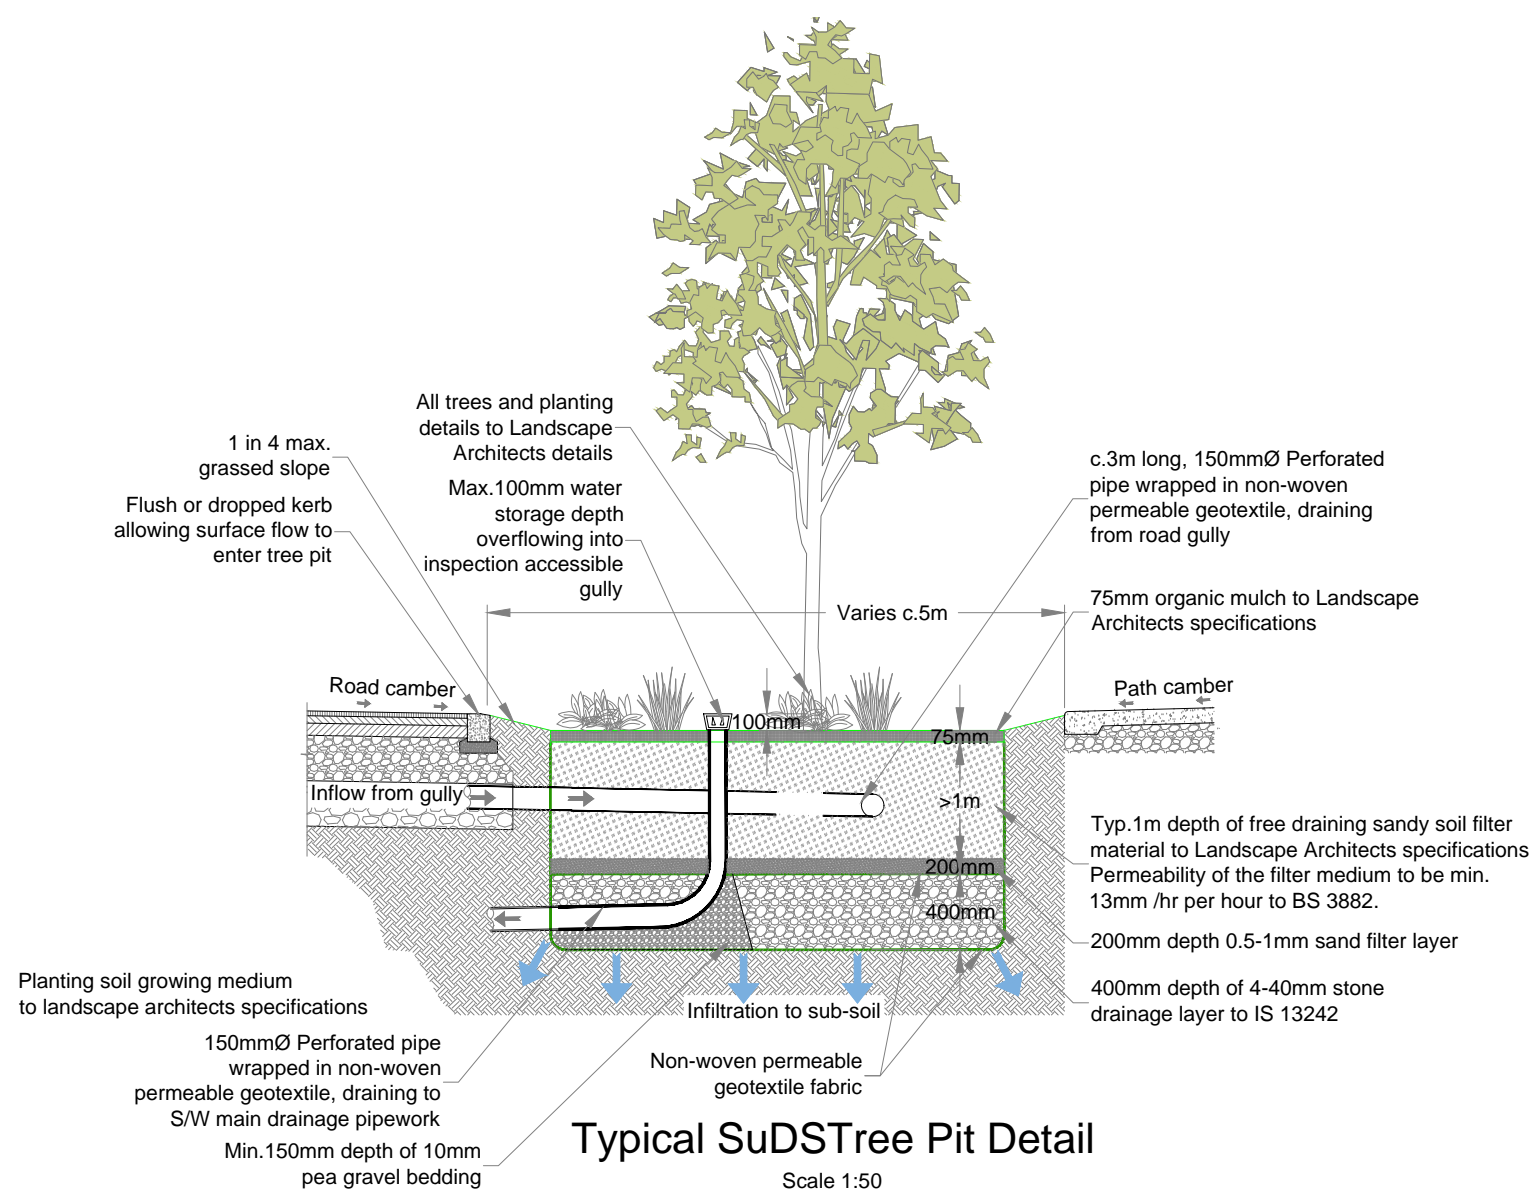 All trees and planting
details to Landscape
Architects details
1 in 4 max.
grassed slope
Max.100mm water
storage depth
overflowing into
inspection accessible
gully
Flush or dropped kerb
allowing surface flow to
enter tree pit
c.3m long, 150mmØ Perforated
pipe wrapped in non-woven
permeable geotextile, draining
from road gully
Varies c.5m
75mm organic mulch to Landscape
Architects specifications
Road camber
Path camber
100mm
75mm
Inflow from gully
>1m
Typ.1m depth of free draining sandy soil filter
material to Landscape Architects specifications
Permeability of the filter medium to be min.
13mm /hr per hour to BS 3882.
200mm
400mm
200mm depth 0.5-1mm sand filter layer
Planting soil growing medium
to landscape architects specifications
400mm depth of 4-40mm stone
drainage layer to IS 13242
Infiltration to sub-soil
150mmØ Perforated pipe
wrapped in non-woven
permeable geotextile, draining to
S/W main drainage pipework
Non-woven permeable
geotextile fabric
Min.150mm depth of 10mm
pea gravel bedding
Typical SuDSTree Pit Detail
Scale 1:50